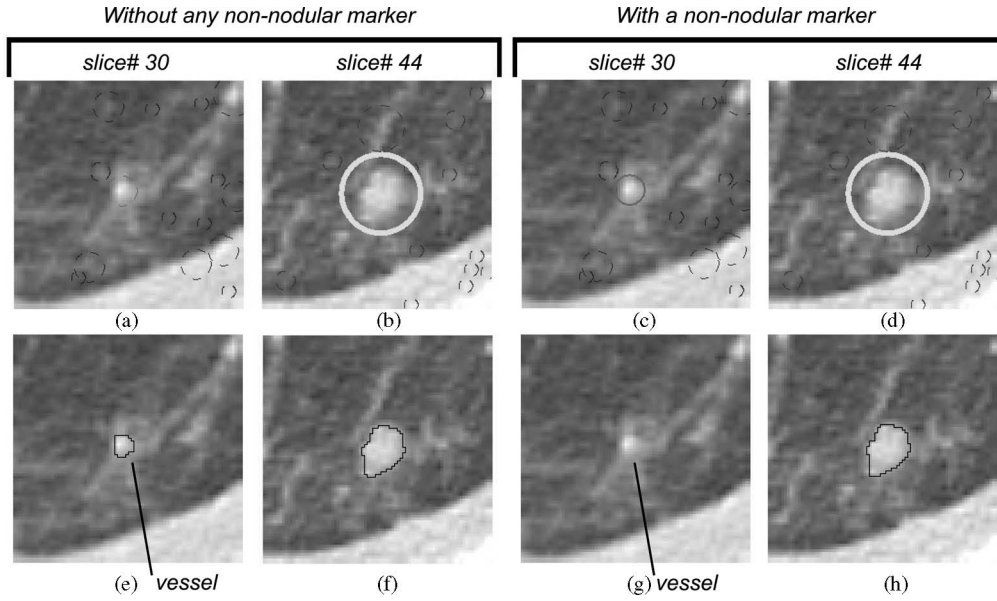 Without any non-nodular marker
With a non-nodular marker
slice# 30
slice# 44
slice# 30
slice# 44
(a)
(b)
(c)
(d)
(e)
vessel
(f)
(g)
vessel
(h)